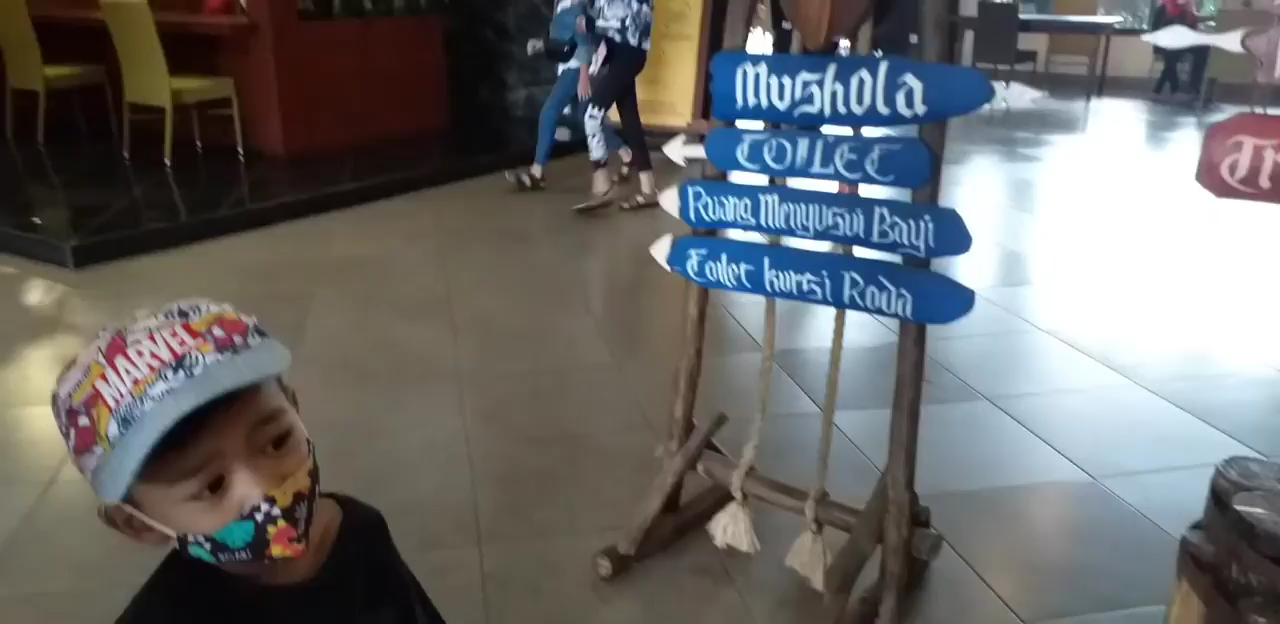 Mushola
TOILET
Ruang Menyusui Bayi
Toilet kursi Roda
MARVEL